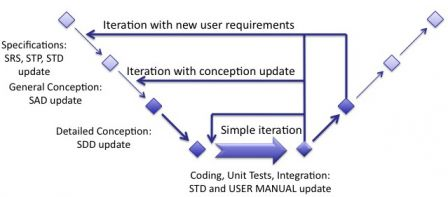 Iteration with new user requirements
Specifications:
SRS, STP, STD
update
Iteration with conception update
General Conception:
SAD update
Detailed Conception:
SDD update
Simple iteration
Coding, Unit Tests, Integration:
STD and USER MANUAL update